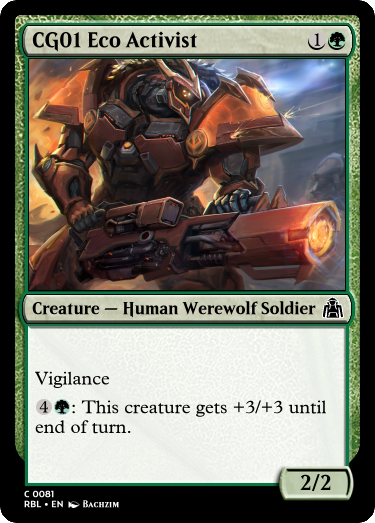 CG01 Eco Activist 1
Creature — Human Werewolf Soldier
Vigilance
4: This creature gets +3/+3 until
end of turn.
2/2
C 0081
RBL • EN Bachzim